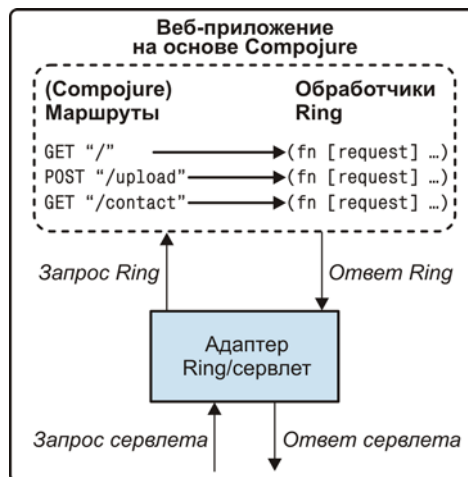 Веб-приложение
на основе Compojure
(Compojure) Обработчики
Маршруты Ring
GET “/” (fn [request] …)
POST “/upload” (fn [request] …)
GET “/contact” (fn [request] …)
Запрос Ring Ответ Ring
Адаптер
Ring/сервлет
Запрос сервлета Ответ сервлета